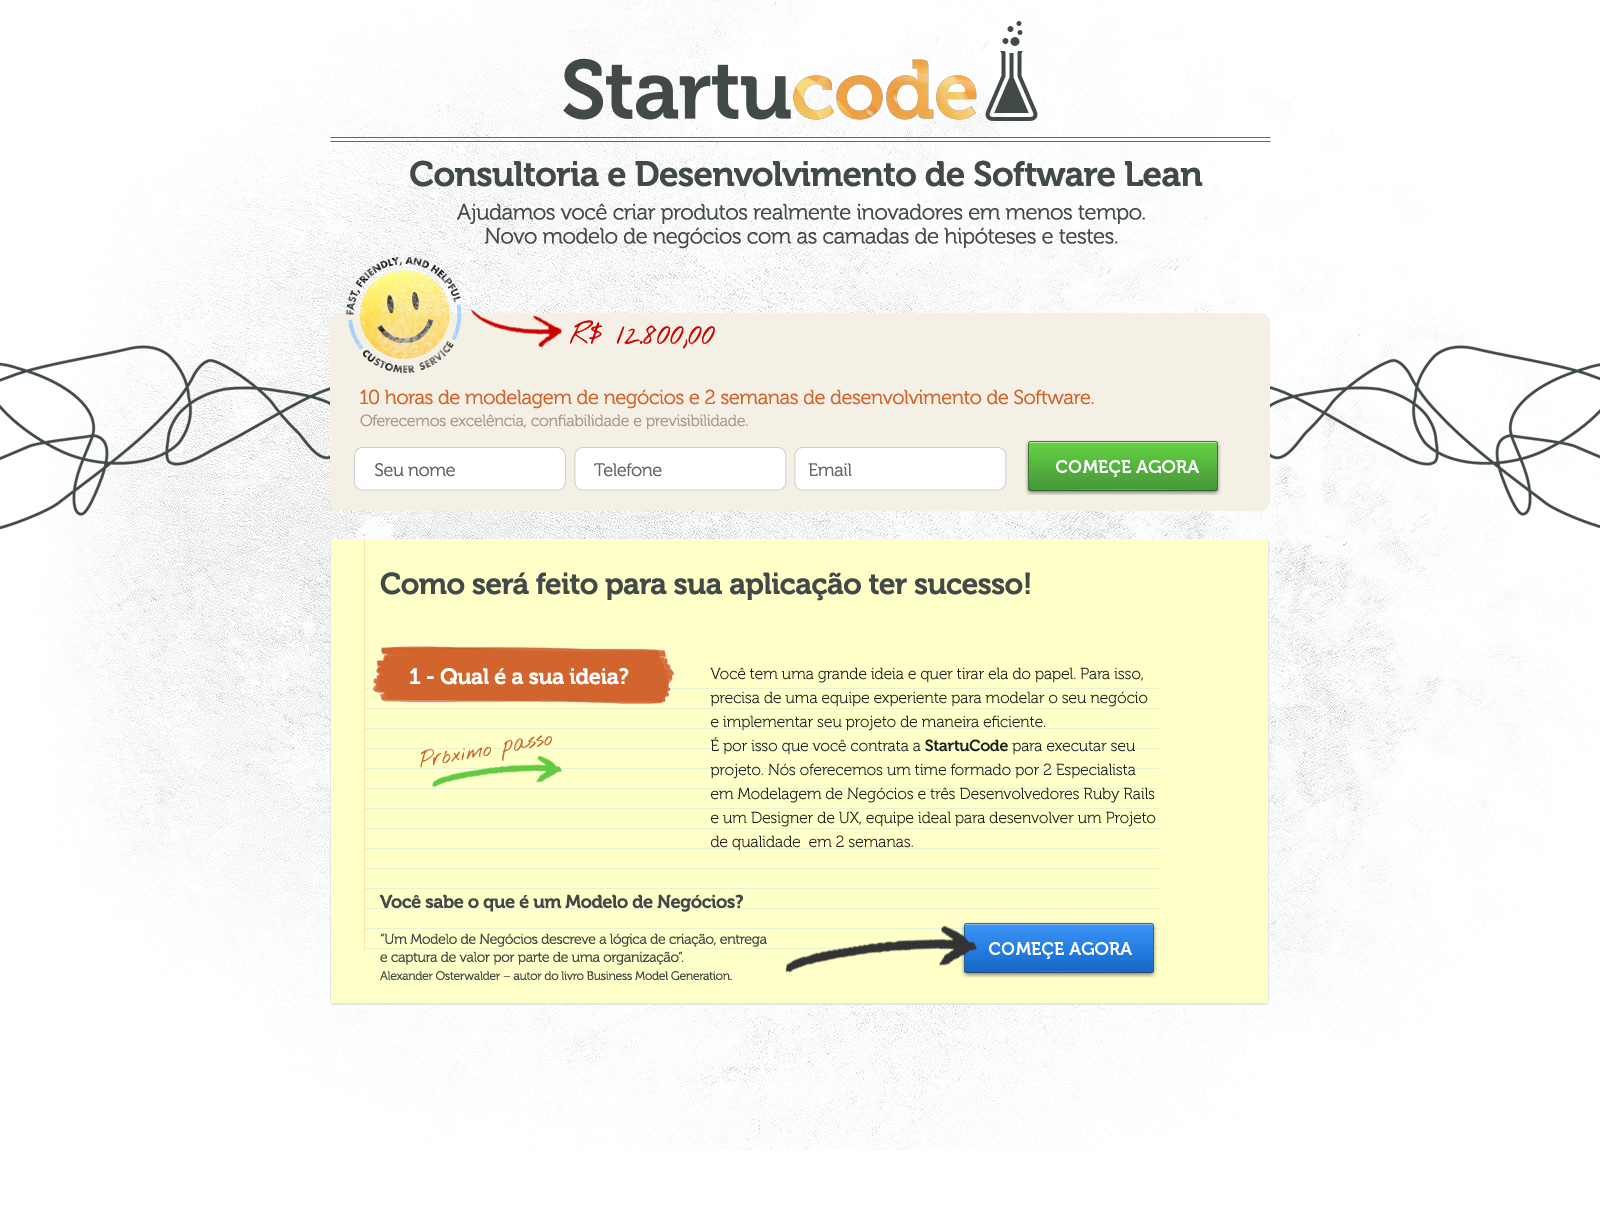 Startucode
Consultoria e Desenvolvimento de Software Lean
Ajudamos você criar produtos realmente inovadores em menos tempo.
Novo modelo de negócios com as camadas de hipóteses e testes.
FAST, FRIENDLY, AND HELPFUL
CUSTOMER SERVICE
R$ 12.800,00
10 horas de modelagem de negócios e 2 semanas de desenvolvimento de Software.
Oferecemos excelência, confiabilidade e previsibilidade.
Seu nome
Telefone
Email
COMEÇE AGORA
Como será feito para sua aplicação ter sucesso!
1 - Qual é a sua ideia?
Próximo passo
Você tem uma grande ideia e quer tirar ela do papel. Para isso,
precisa de uma equipe experiente para modelar o seu negócio
e implementar seu projeto de maneira eficiente.
É por isso que você contrata a StartuCode para executar seu
projeto. Nós oferecemos um time formado por 2 Especialista
em Modelagem de Negócios e três Desenvolvedores Ruby Rails
e um Designer de UX, equipe ideal para desenvolver um Projeto
de qualidade  em 2 semanas.
Você sabe o que é um Modelo de Negócios?
“Um Modelo de Negócios descreve a lógica de criação, entrega
e captura de valor por parte de uma organização”.
Alexander Osterwalder – autor do livro Business Model Generation.
COMEÇE AGORA